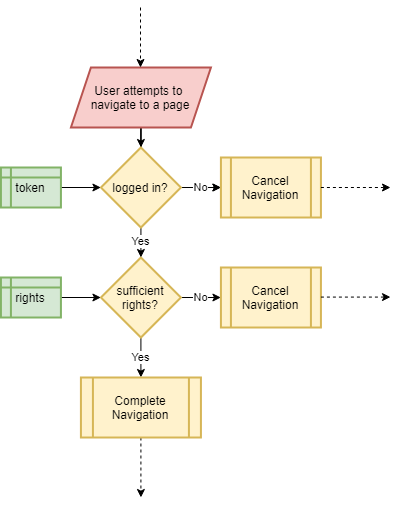 User attempts to
navigate to a page
token
logged in?
No
Cancel
Navigation
Yes
rights
sufficient
rights?
No
Cancel
Navigation
Yes
Complete
Navigation